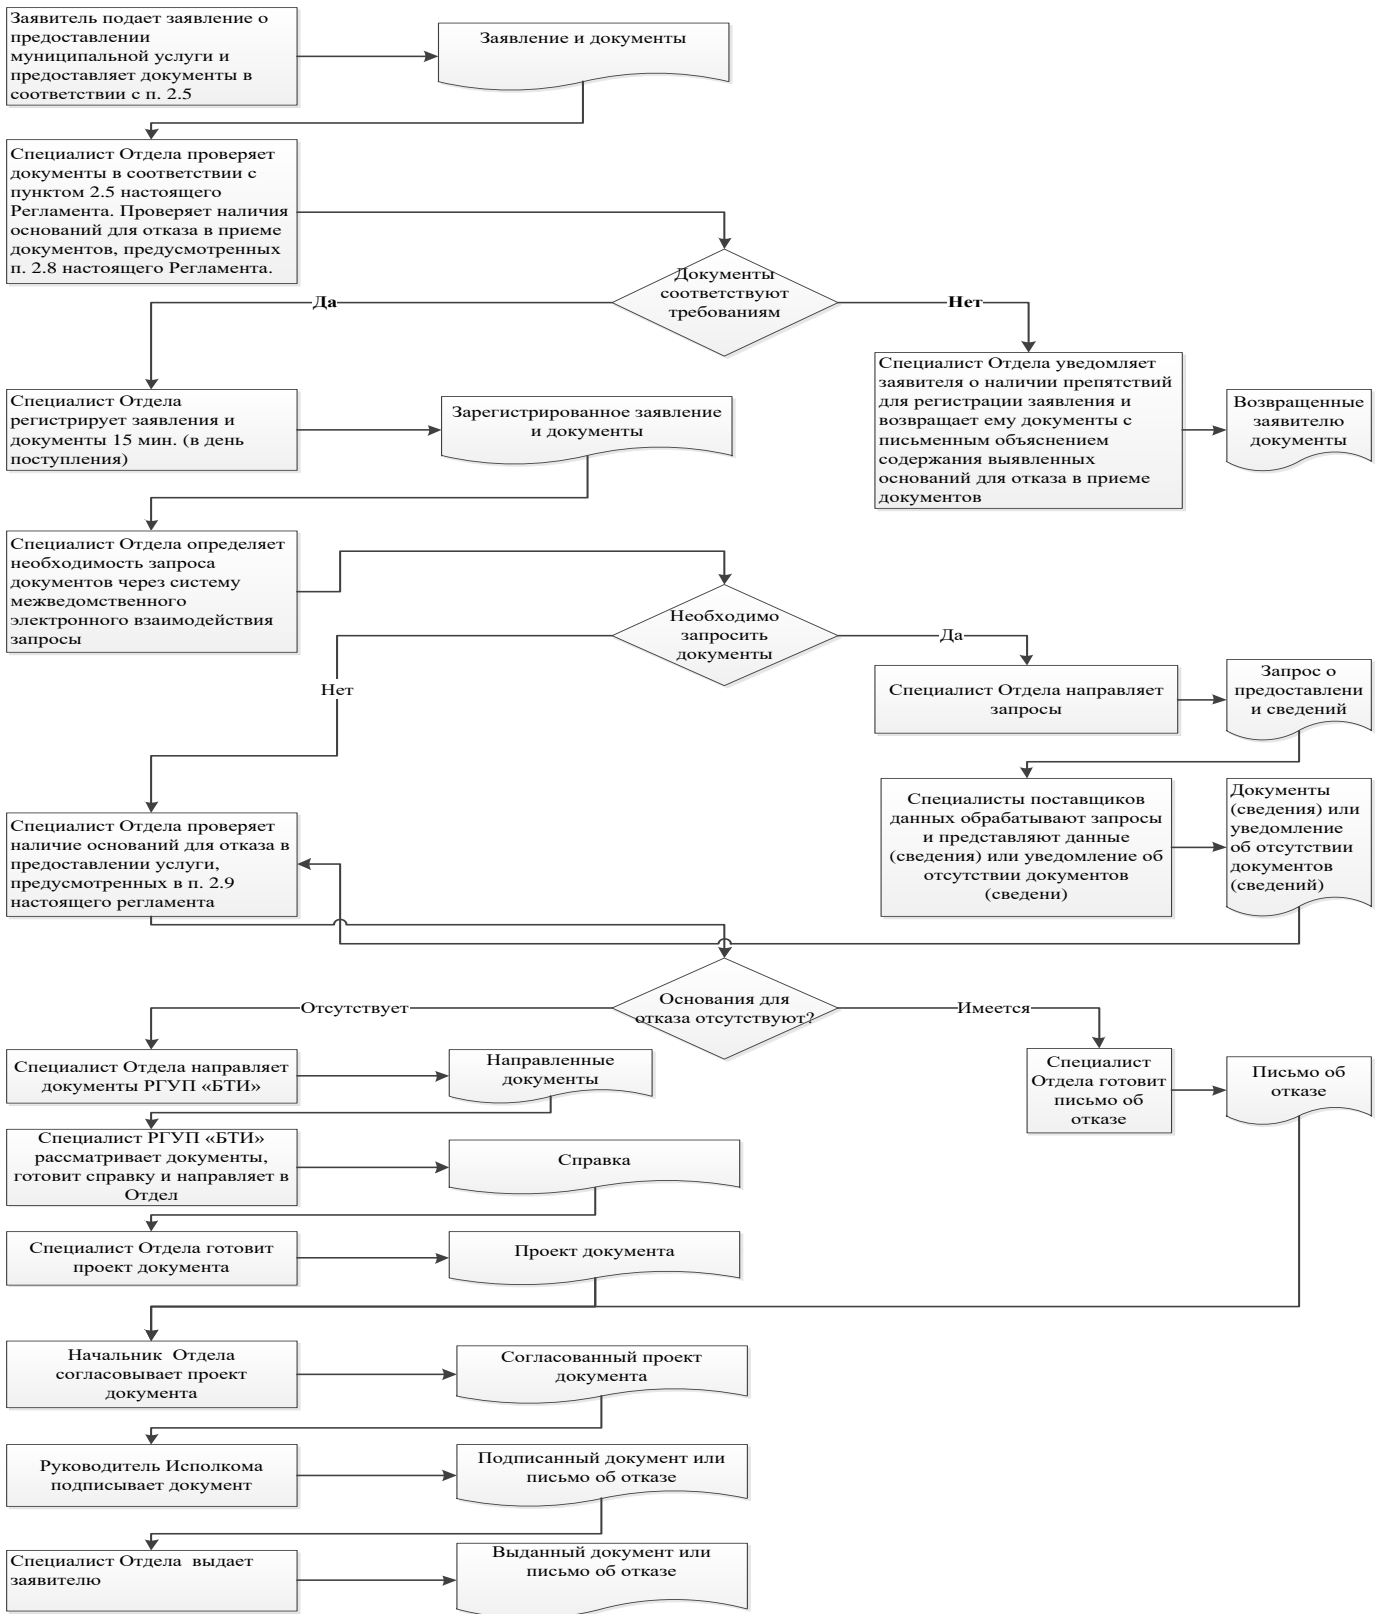 Заявитель подает заявление о
предоставлении
муниципальной услуги и
предоставляет документы в
соответствии с п. 2.5
Заявление и документы
Специалист Отдела проверяет
документы в соответствии с
пунктом 2.5 настоящего
Регламента. Проверяет наличия
оснований для отказа в приеме
документов, предусмотренных
п. 2.8 настоящего Регламента.
Документы
соответствуют
требованиям
Да
Нет
Специалист Отдела
регистрирует заявления и
документы 15 мин. (в день
поступления)
Зарегистрированное заявление
и документы
Специалист Отдела уведомляет
заявителя о наличии препятствий
для регистрации заявления и
возвращает ему документы с
письменным объяснением
содержания выявленных
оснований для отказа в приеме
документов
Возвращенные
заявителю
документы
Специалист Отдела определяет
необходимость запроса
документов через систему
межведомственного
электронного взаимодействия
запросы
Необходимо
запросить
документы
Да
Нет
Специалист Отдела направляет
запросы
Запрос о
предоставлени
и сведений
Специалисты поставщиков
данных обрабатывают запросы
и представляют данные
(сведения) или уведомление об
отсутствии документов
(сведени)
Документы
(сведения) или
уведомление
об отсутствии
документов
(сведений)
Специалист Отдела проверяет
наличие оснований для отказа в
предоставлении услуги,
предусмотренных в п. 2.9
настоящего регламента
Основания для
отказа отсутствуют?
Отсутствует
Имеется
Специалист Отдела направляет
документы РГУП «БТИ»
Направленные
документы
Специалист
Отдела готовит
письмо об
отказе
Письмо об
отказе
Специалист РГУП «БТИ»
рассматривает документы,
готовит справку и направляет в
Отдел
Справка
Специалист Отдела готовит
проект документа
Проект документа
Начальник  Отдела
согласовывает проект
документа
Согласованный проект
документа
Руководитель Исполкома
подписывает документ
Подписанный документ или
письмо об отказе
Специалист Отдела  выдает
заявителю
Выданный документ или
письмо об отказе